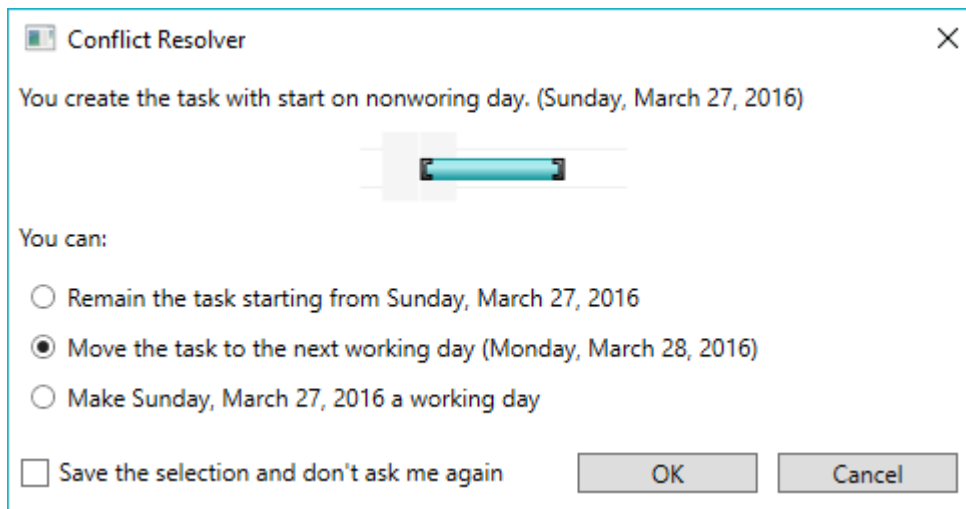 Conflict Resolver
You create the task with start on nonworing day. (Sunday, March 27, 2016)
You can:
Remain the task starting from Sunday, March 27, 2016
Move the task to the next working day (Monday, March 28, 2016)
Make Sunday, March 27, 2016 a working day
Save the selection and don't ask me again
OK
Cancel